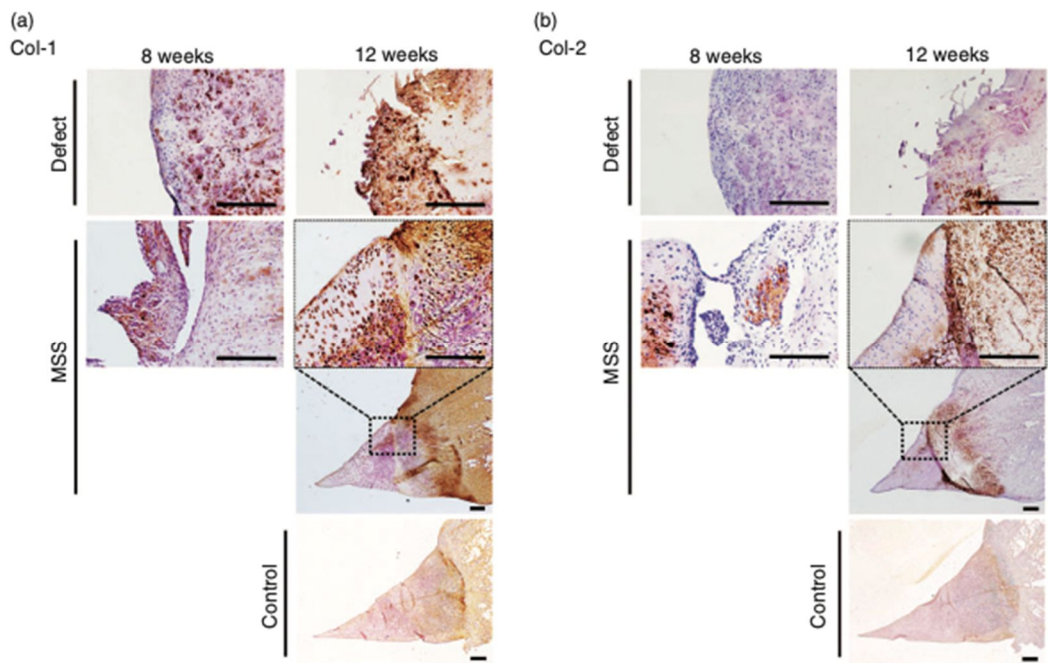 (a)
Col-1
8 weeks
12 weeks
Defect
MSS
Control
(b)
Col-2
8 weeks
12 weeks
Defect
MSS
Control